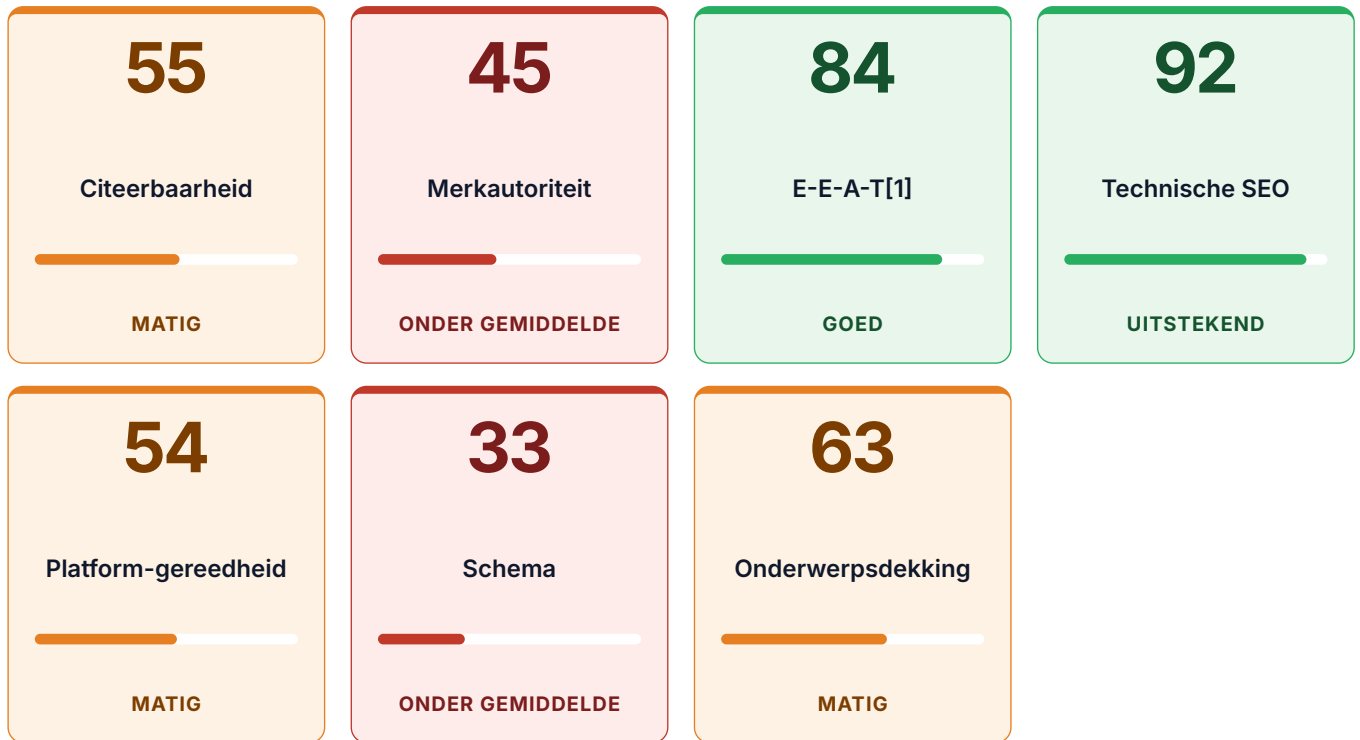 55
Citeerbaarheid
MATIG
45
Merkautoriteit
ONDER GEMIDDELDE
84
E-E-A-T[1]
GOED
92
Technische SEO
UITSTEKEND
54
Platform-gereedheid
MATIG
33
Schema
ONDER GEMIDDELDE
63
Onderwerpsdekking
MATIG